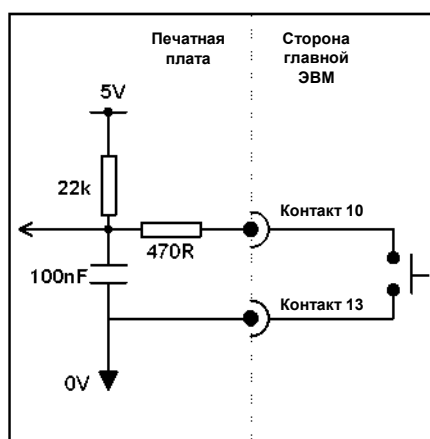 Печатная
плата
Сторона
главной
ЭВМ
5V
22k
Контакт 10
470R
100nF
Контакт 13
0V